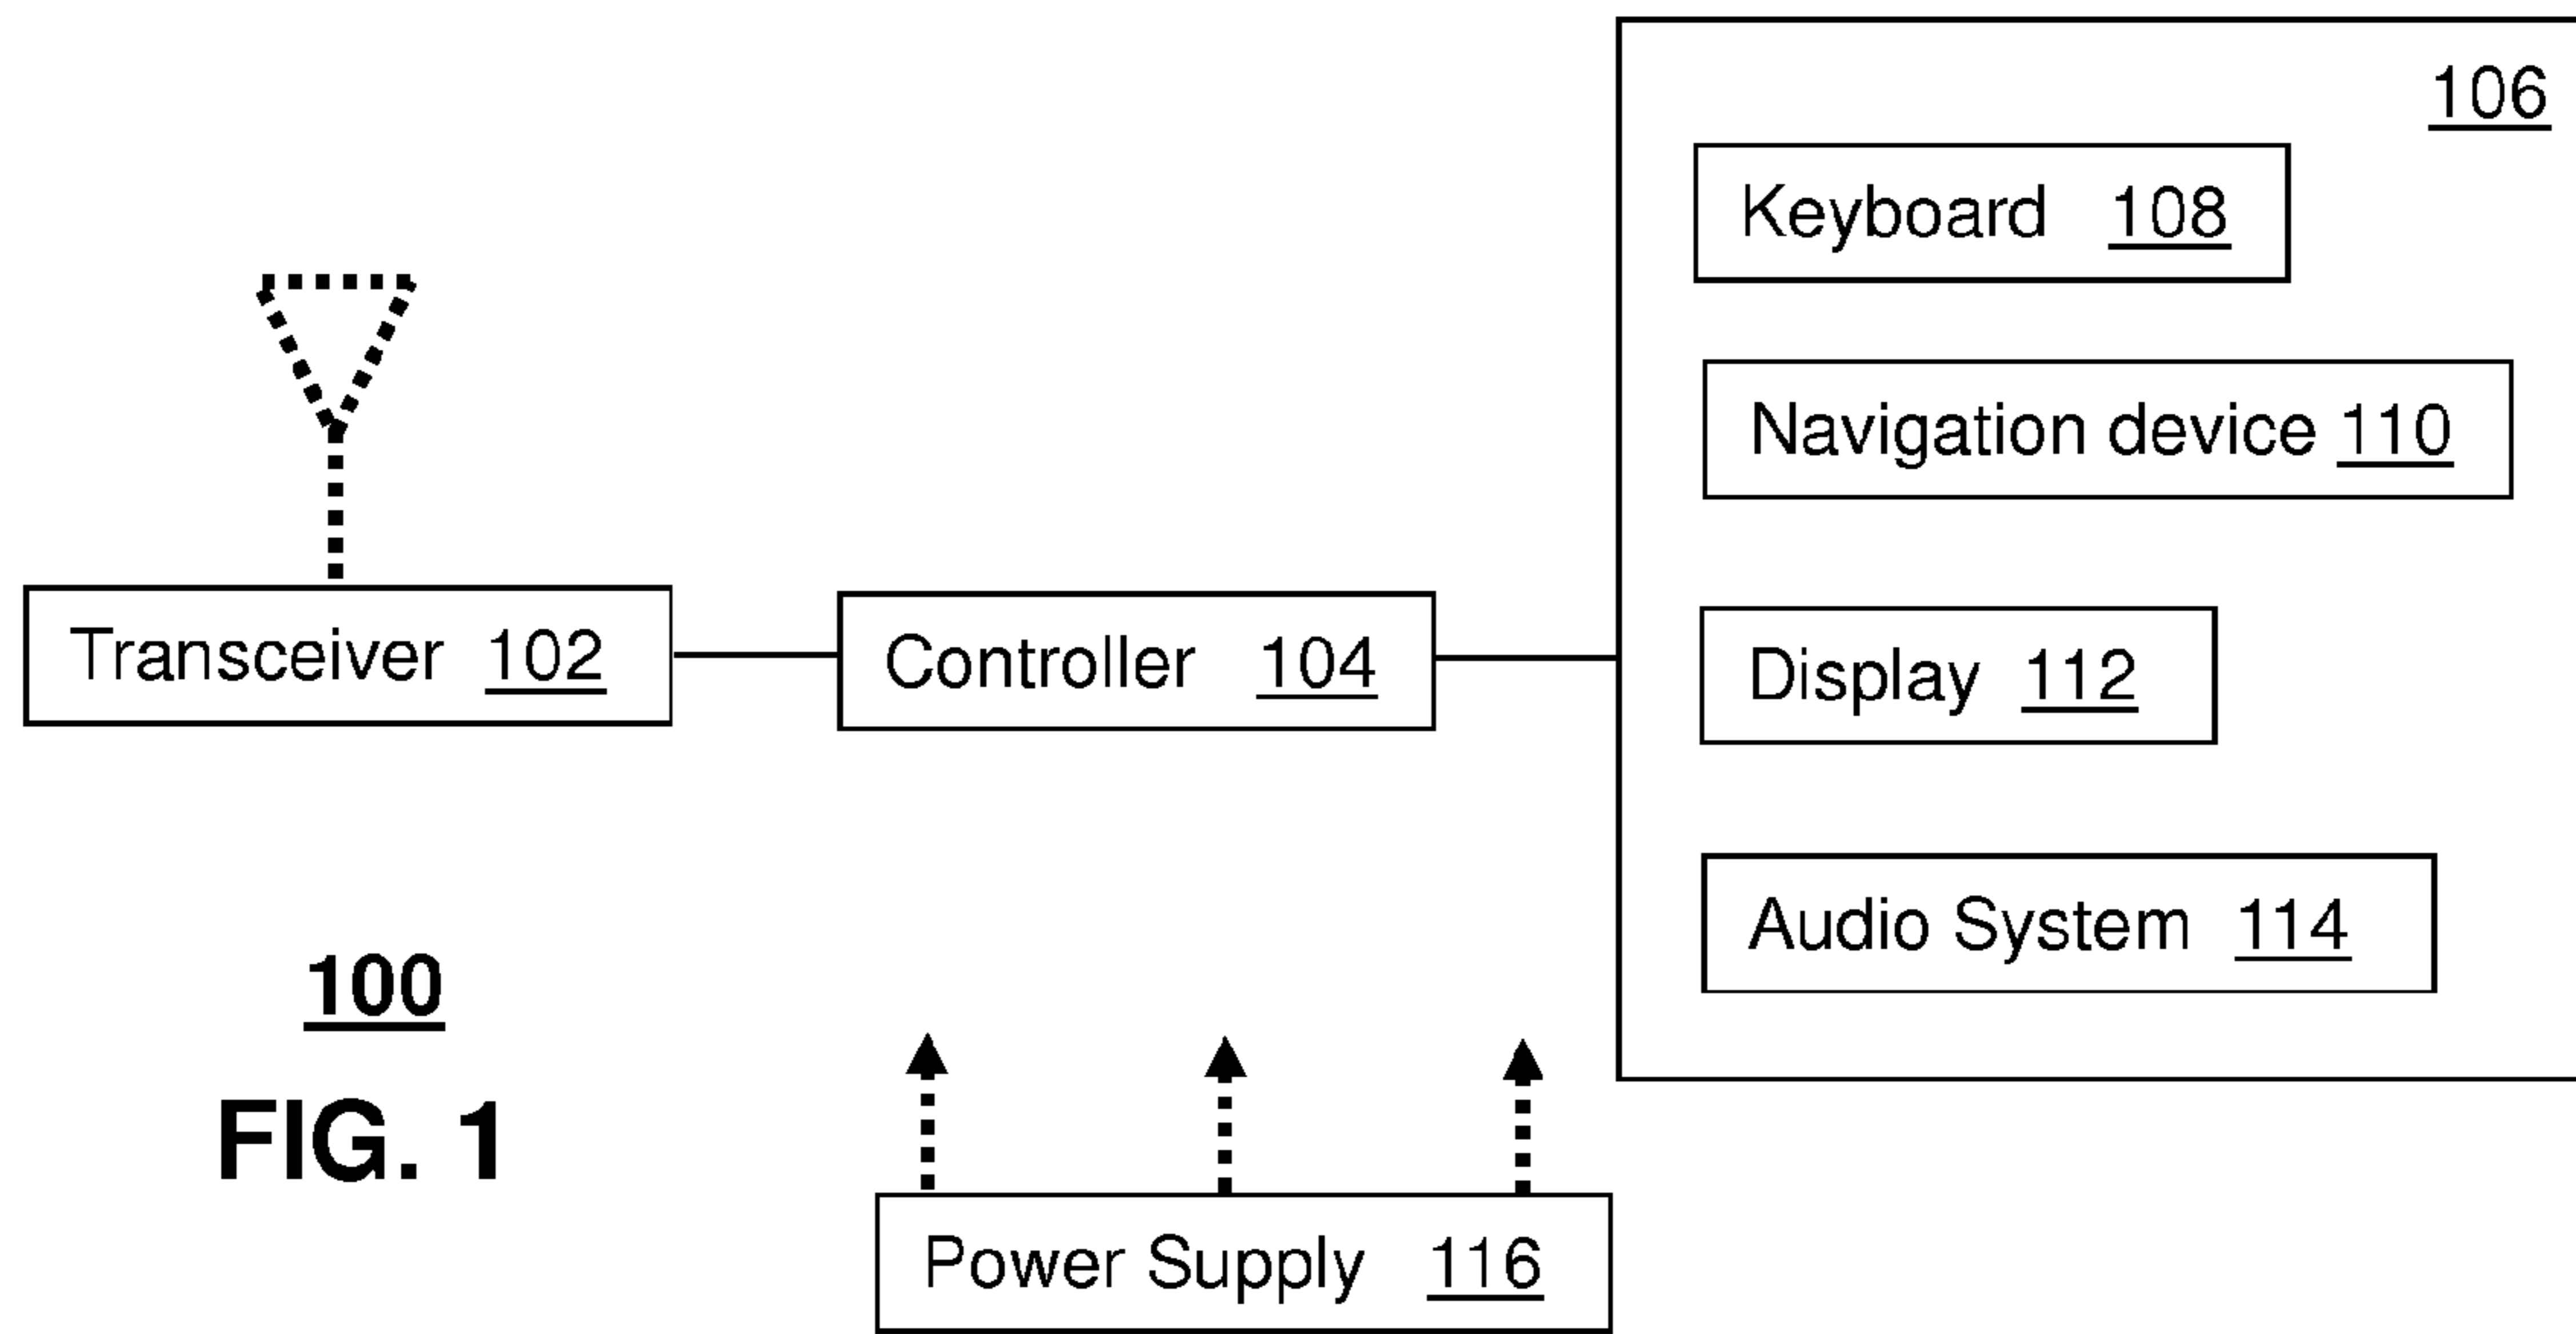 106
Keyboard 108
Navigation device 110
Transceiver 102
Controller 104
Display 112
Audio System 114
100
FIG. 1
Power Supply 116